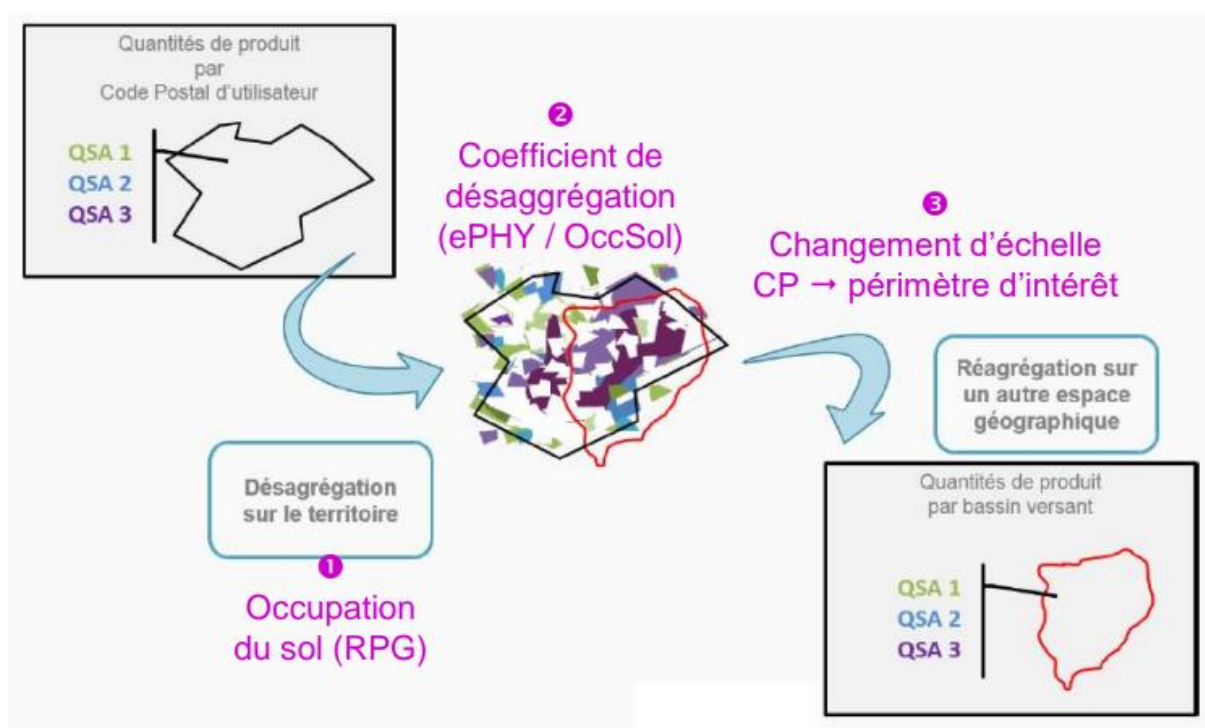 Quantités de produit
par
Code Postal d'utilisateur
QSA 1
QSA 2
QSA 3
❷
Coefficient de
désaggrégation
(ePHY / OccSol)
❸
Changement d'échelle
CP → périmètre d'intérêt
Désagrégation
sur le territoire
❶
Occupation
du sol (RPG)
Réagrégation sur
un autre espace
géographique
Quantités de produit
par bassin versant
QSA 1
QSA 2
QSA 3